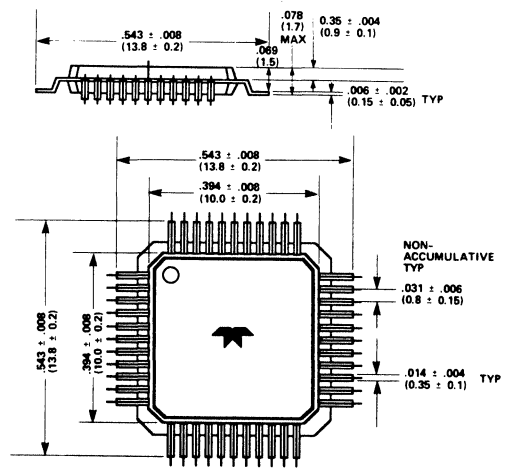 .543 ± .008
(13.8 ± 0.2)
.078
(1.7)
MAX
0.35 ± .004
(0.9 ± 0.1)
.069
(1.5)
.006 ± .002
(0.15 ± 0.05)
TYP
.543 ± .008
(13.8 ± 0.2)
.394 ± .008
(10.0 ± 0.2)
NON-
ACCUMULATIVE
TYP
.031 ± .006
(0.8 ± 0.15)
.543 ± .008
(13.8 ± 0.2)
.394 ± .008
(10.0 ± 0.2)
.014 ± .004
(0.35 ± 0.1)
TYP